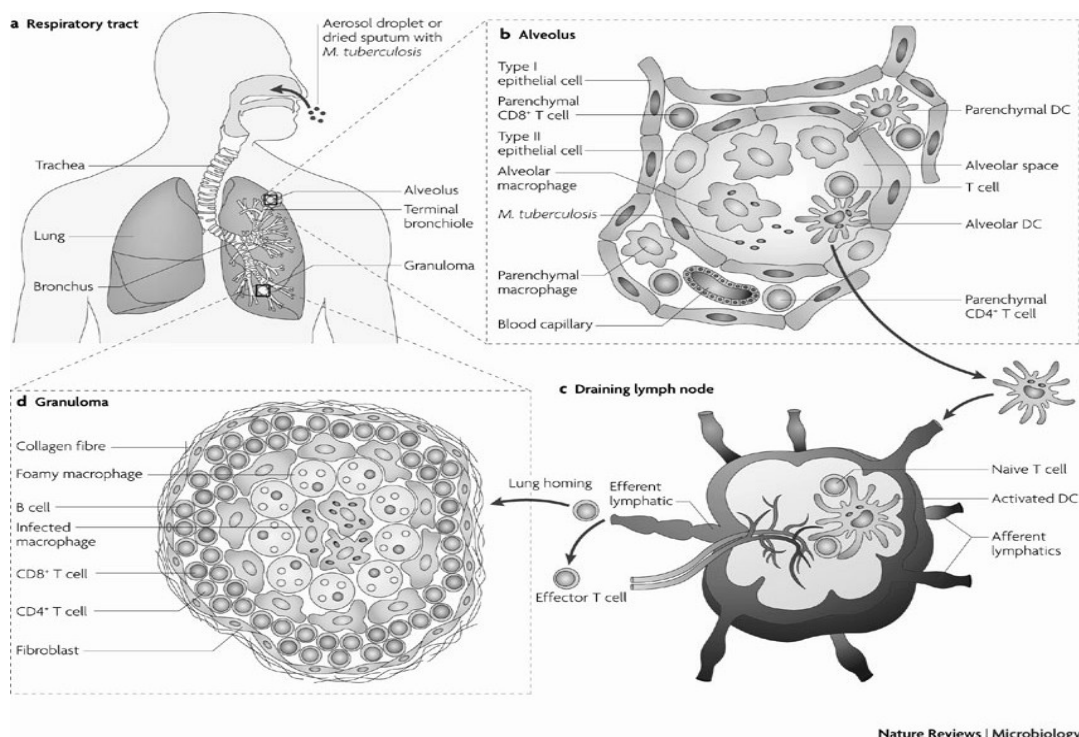 a Respiratory tract
Aerosol droplet or
dried sputum with
M. tuberculosis
Trachea
Lung
Bronchus
Alveolus
Terminal
bronchiole
Granuloma
b Alveolus
Type I
epithelial cell
Parenchymal
CD8⁺ T cell
Type II
epithelial cell
Alveolar
macrophage
M. tuberculosis
Parenchymal
macrophage
Blood capillary
Parenchymal DC
Alveolar space
T cell
Alveolar DC
Parenchymal
CD4⁺ T cell
c Draining lymph node
Naive T cell
Activated DC
Afferent
lymphatics
Efferent
lymphatic
Lung homing
Effector T cell
d Granuloma
Collagen fibre
Foamy macrophage
B cell
Infected
macrophage
CD8⁺ T cell
CD4⁺ T cell
Fibroblast
Nature Reviews | Microbiology